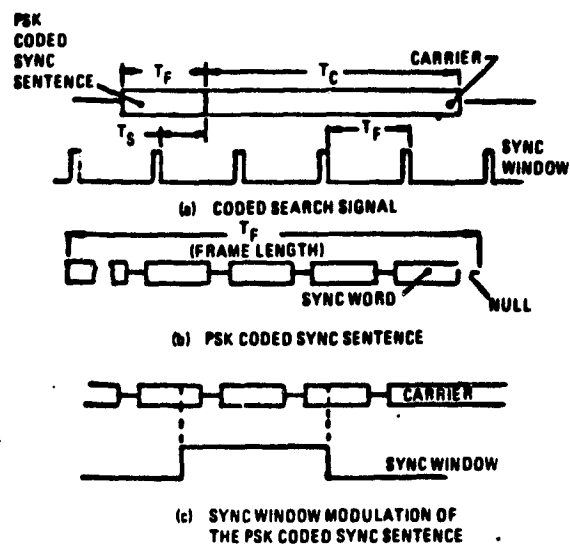 PSK
CODED
SYNC
SENTENCE
T_F
T_C
CARRIER
T_S
T_F
SYNC
WINDOW
(a) CODED SEARCH SIGNAL
T_F
(FRAME LENGTH)
SYNC WORD
NULL
(b) PSK CODED SYNC SENTENCE
CARRIER
SYNC WINDOW
(c) SYNC WINDOW MODULATION OF
THE PSK CODED SYNC SENTENCE